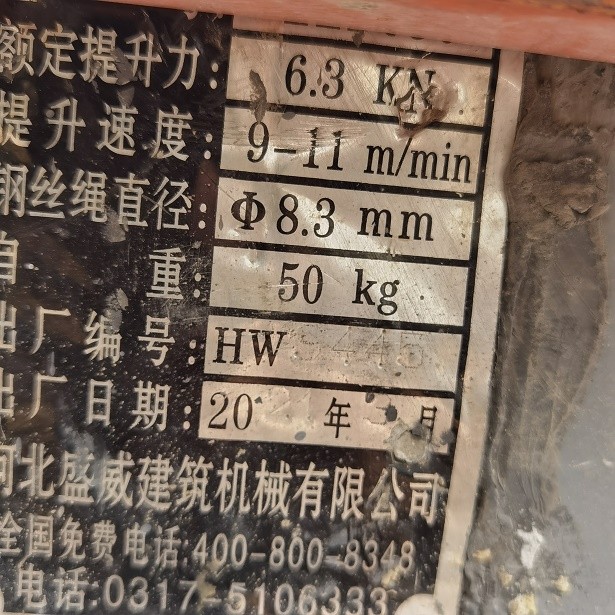 额定提升力: 6.3 KN
提升速度: 9-11 m/min
钢丝绳直径: Φ8.3 mm
自重: 50 kg
出厂编号: HW 5445
出厂日期: 20 年 月
河北盛威建筑机械有限公司
全国免费电话:400-800-8348
电话:0317-5106333